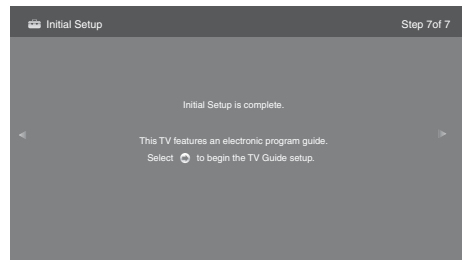 Initial Setup Step 7of 7
Initial Setup is complete.
This TV features an electronic program guide.
Select to begin the TV Guide setup.